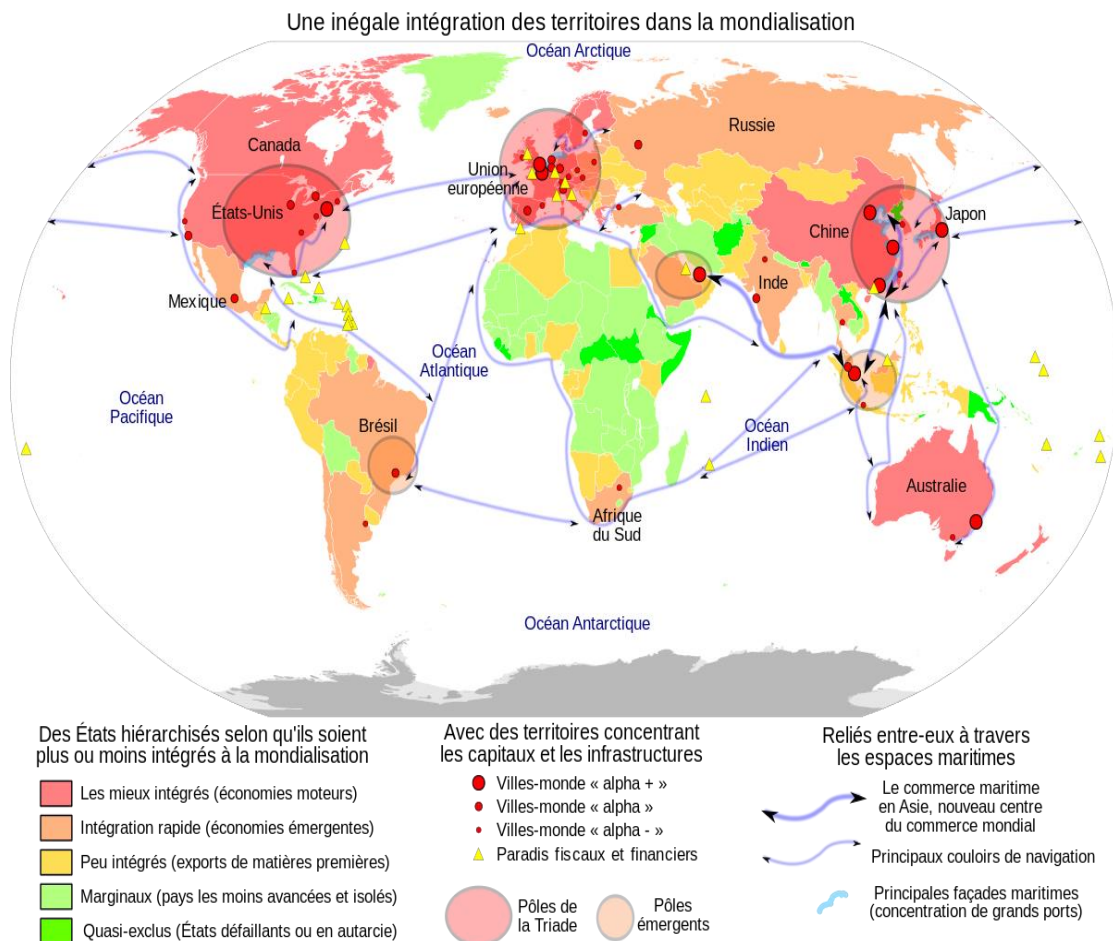 Une inégale intégration des territoires dans la mondialisation
Océan Arctique
Russie
Canada
Union
européenne
États-Unis
Japon
Chine
Inde
Mexique
Océan
Atlantique
Océan
Pacifique
Brésil
Océan
Indien
Australie
Afrique
du Sud
Océan Antarctique
Des États hiérarchisés selon qu'ils soient
plus ou moins intégrés à la mondialisation
Les mieux intégrés (économies moteurs)
Intégration rapide (économies émergentes)
Peu intégrés (exports de matières premières)
Marginaux (pays les moins avancées et isolés)
Quasi-exclus (États défaillants ou en autarcie)
Avec des territoires concentrant
les capitaux et les infrastructures
Villes-monde « alpha + »
Villes-monde « alpha »
Villes-monde « alpha - »
Paradis fiscaux et financiers
Pôles de
la Triade
Pôles
émergents
Reliés entre-eux à travers
les espaces maritimes
Le commerce maritime
en Asie, nouveau centre
du commerce mondial
Principaux couloirs de navigation
Principales façades maritimes
(concentration de grands ports)